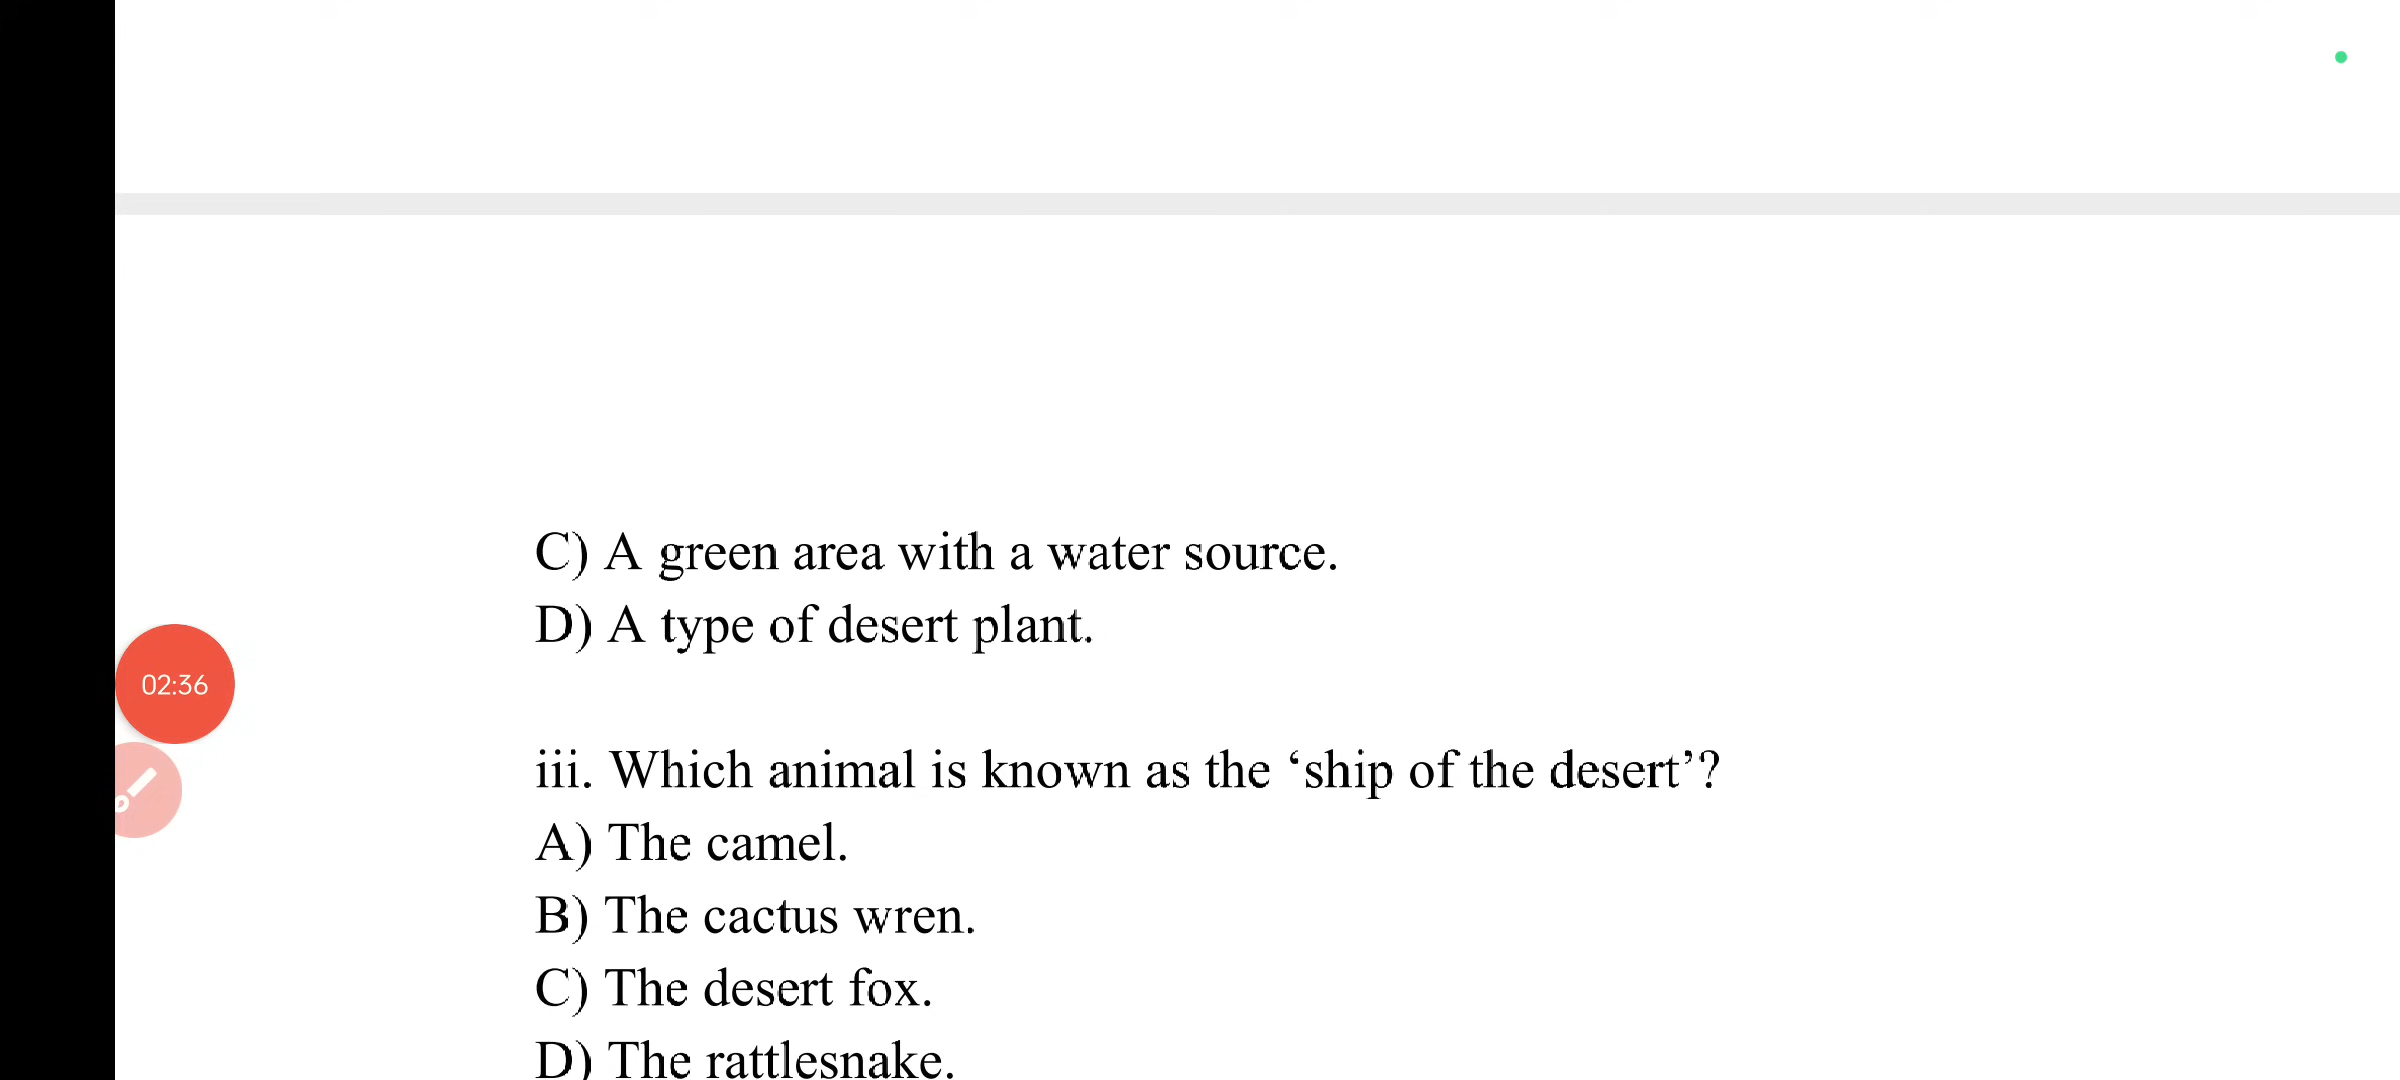 C) A green area with a water source.
D) A type of desert plant.
02:36
iii. Which animal is known as the ‘ship of the desert’?
A) The camel.
B) The cactus wren.
C) The desert fox.
D) The rattlesnake.